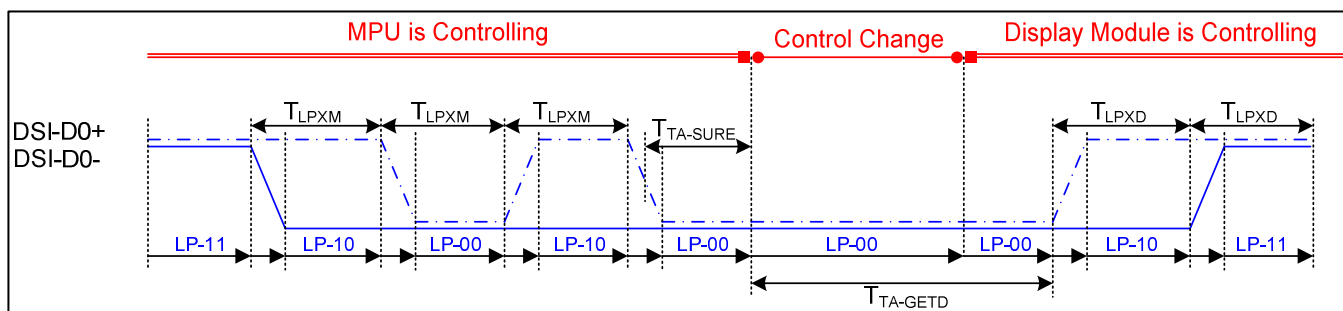 MPU is Controlling
Control Change
Display Module is Controlling
TLPXM
TLPXM
TLPXM
TTA-SURE
TLPXD
TLPXD
DSI-D0+
DSI-D0-
LP-11
LP-10
LP-00
LP-10
LP-00
LP-00
LP-00
LP-10
LP-11
TTA-GETD